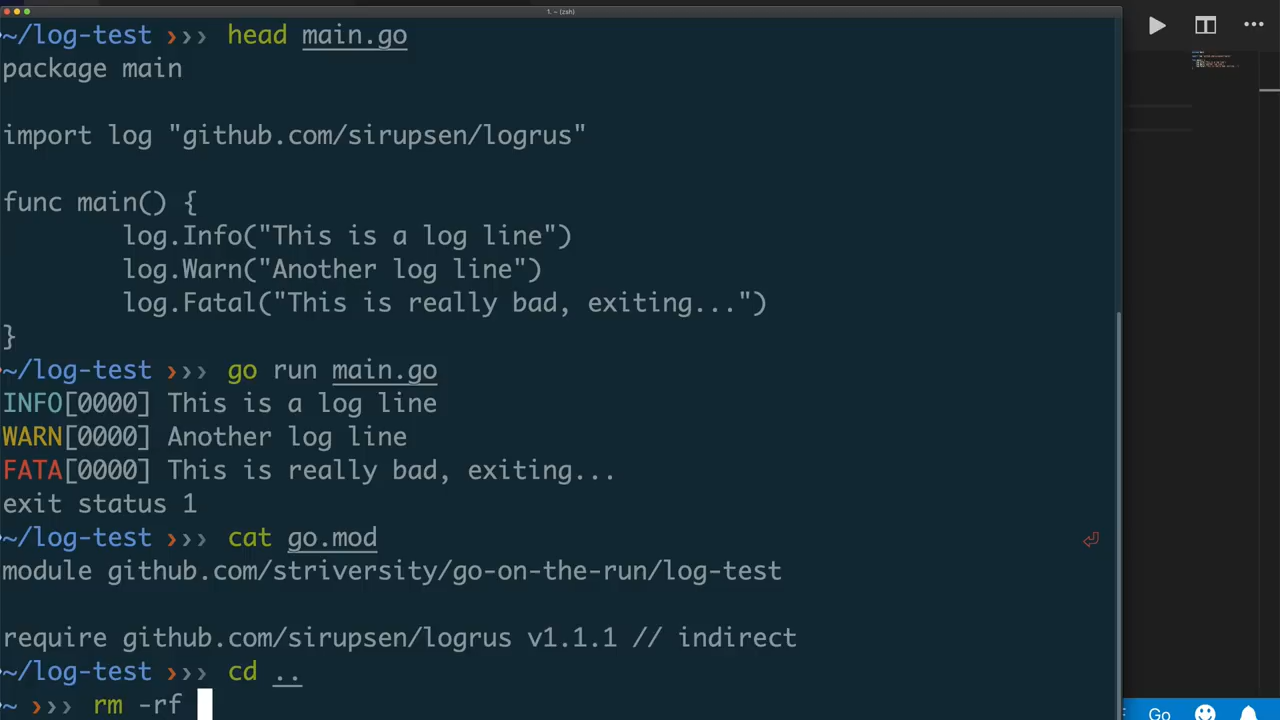 1. ~ (zsh)
~/log-test ❯❯❯ head main.go
package main
import log "github.com/sirupsen/logrus"
func main() {
log.Info("This is a log line")
log.Warn("Another log line")
log.Fatal("This is really bad, exiting...")
}
~/log-test ❯❯❯ go run main.go
INFO[0000] This is a log line
WARN[0000] Another log line
FATA[0000] This is really bad, exiting...
exit status 1
~/log-test ❯❯❯ cat go.mod
module github.com/striversity/go-on-the-run/log-test
require github.com/sirupsen/logrus v1.1.1 // indirect
~/log-test ❯❯❯ cd ..
~ ❯❯❯ rm -rf
Go